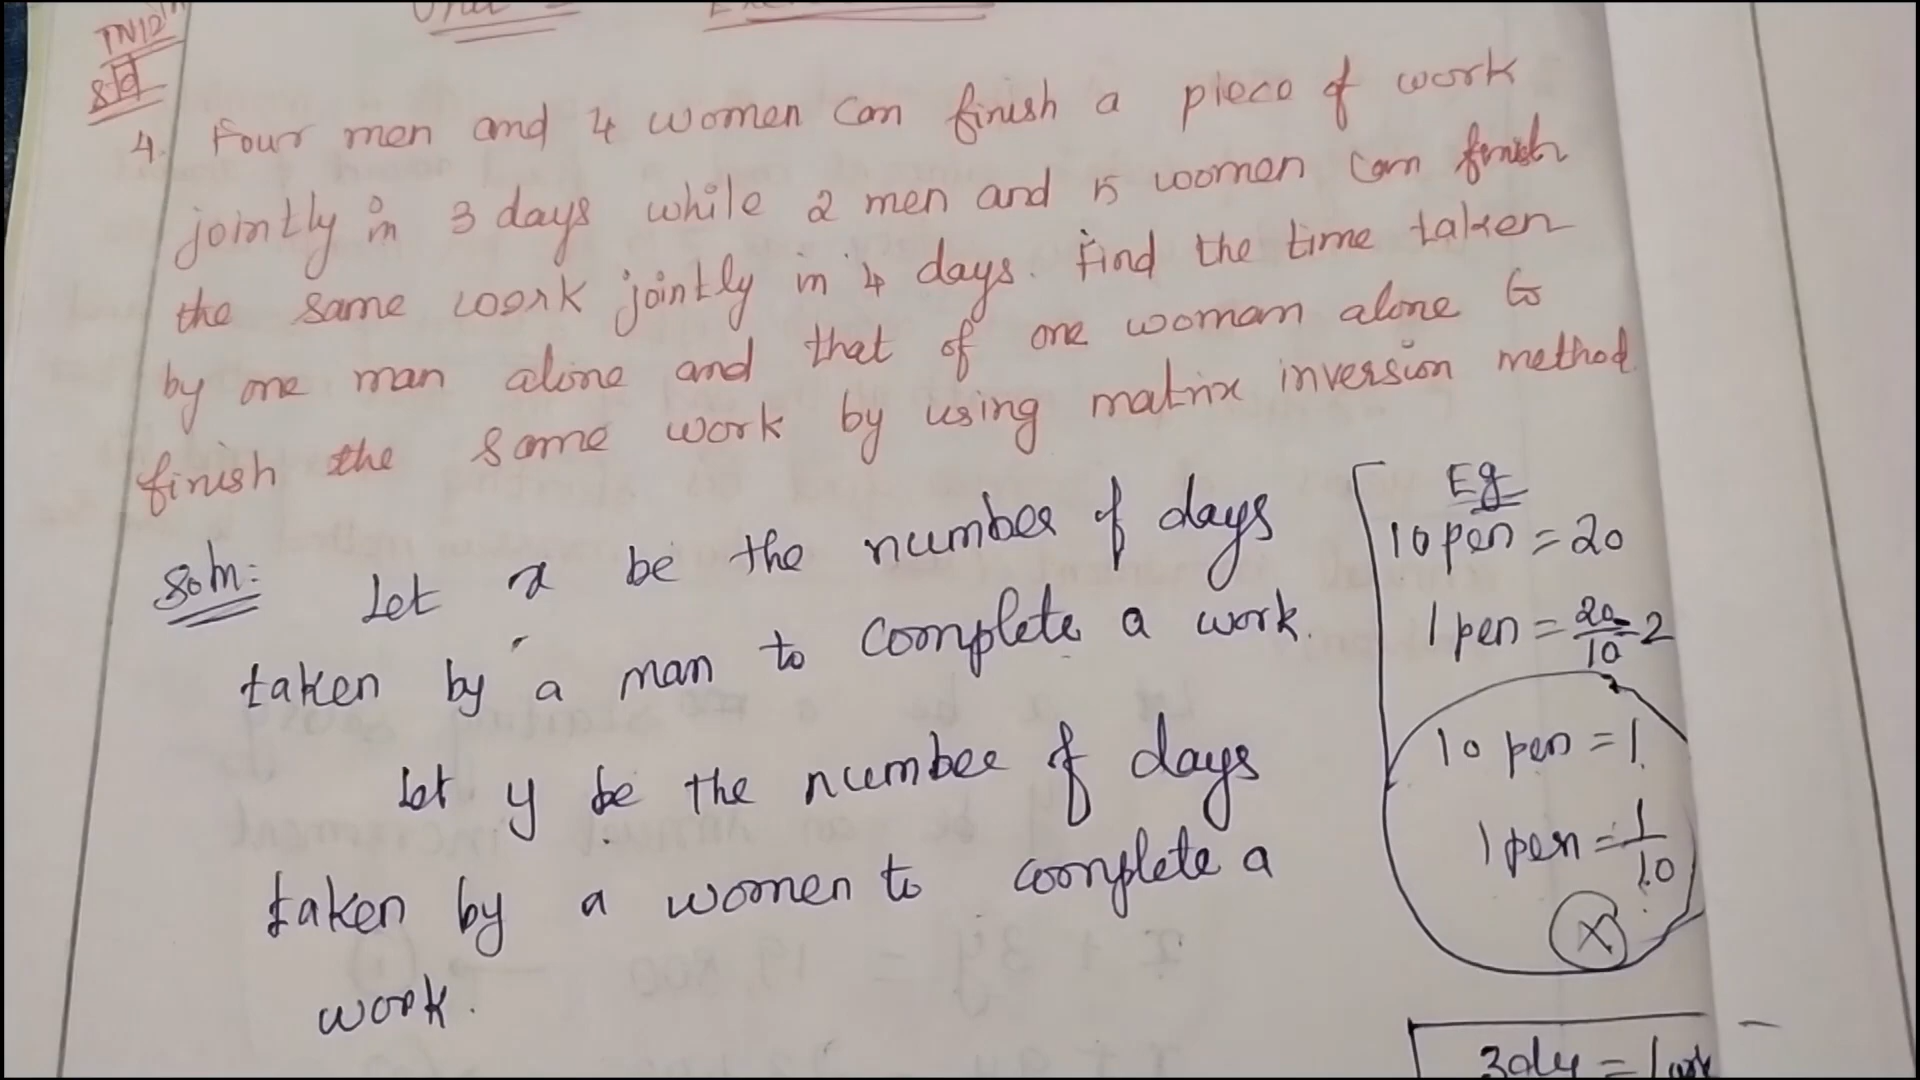 TN12
std
4. Four men and 4 women can finish a piece of work
jointly in 3 days while 2 men and 5 women can finish
the same work jointly in 4 days. Find the time taken
by one man alone and that of one woman alone to
finish the same work by using matrix inversion method
Soln:
Let x be the number of days
taken by a man to complete a work.
Let y be the number of days
taken by a women to complete a
work.
Eg
10 pen = 20
1 pen = 20/10 = 2
10 pen = 1
1 pen = 1/10
X